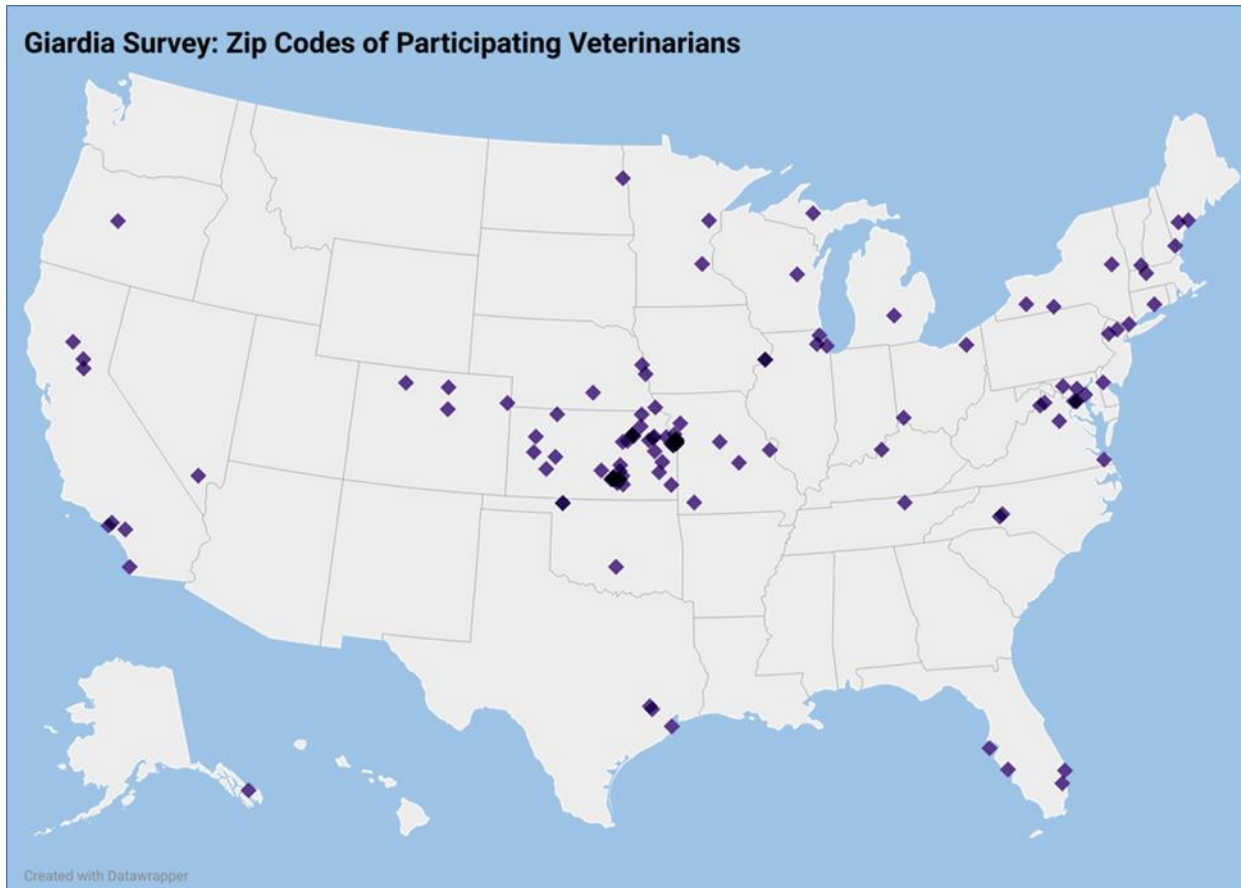 Giardia Survey: Zip Codes of Participating Veterinarians
Created with Datawrapper